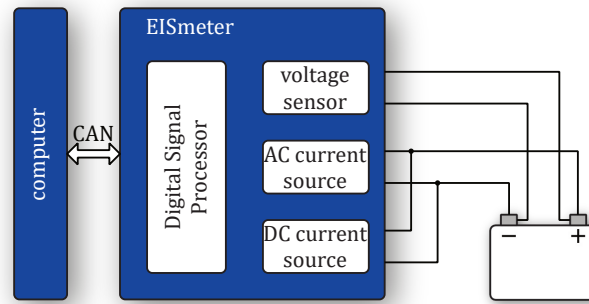 computer
CAN
EISmeter
Digital Signal
Processor
voltage
sensor
AC current
source
DC current
source
− +